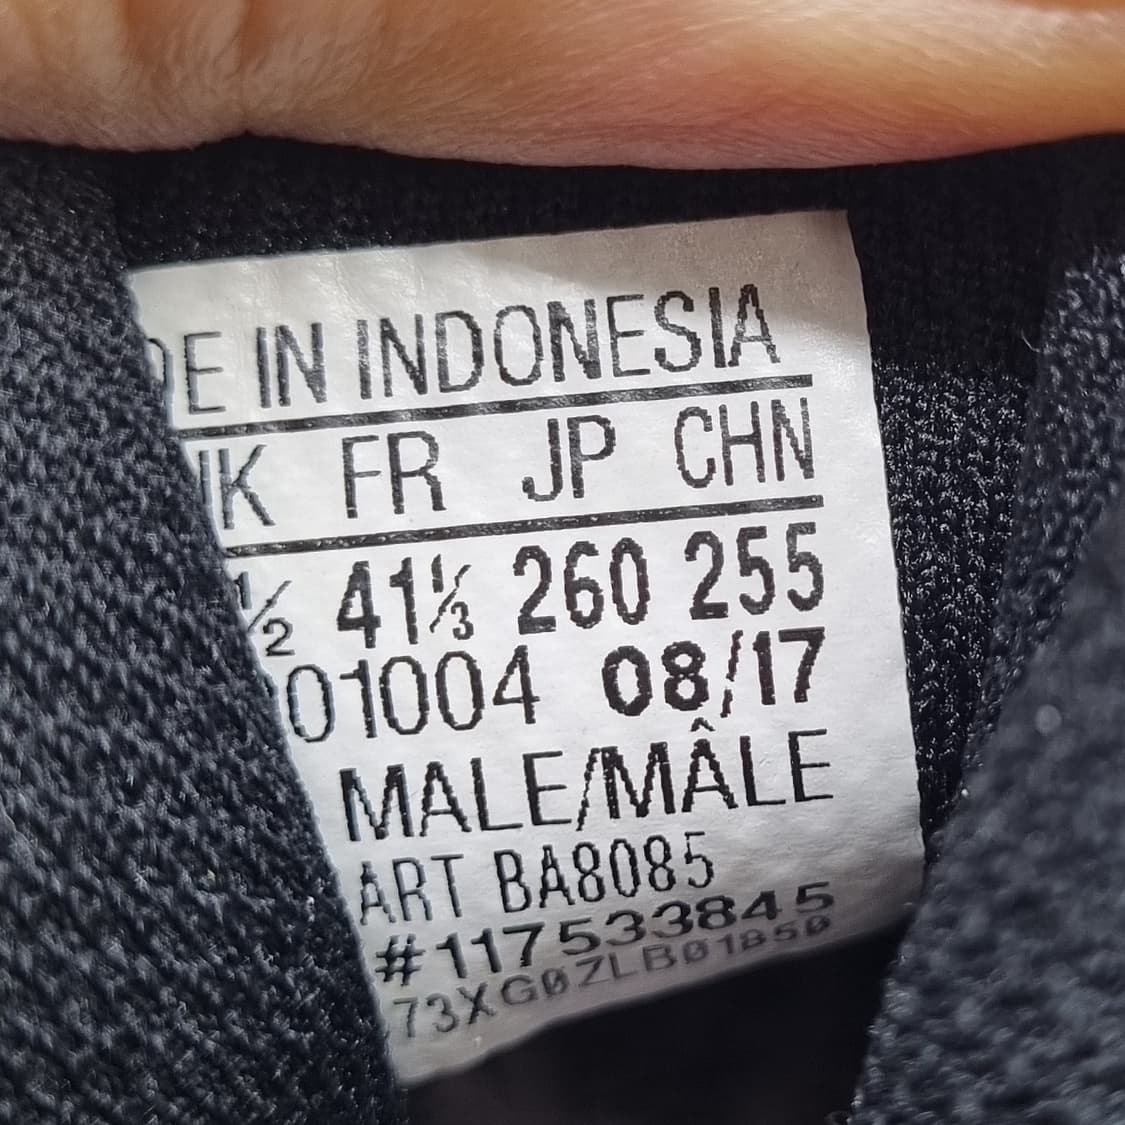 DE IN INDONESIA
UK FR JP CHN
½ 41⅓ 260 255
01004 08/17
MALE/MÂLE
ART BA8085
#117533845
73XG0ZLB01850